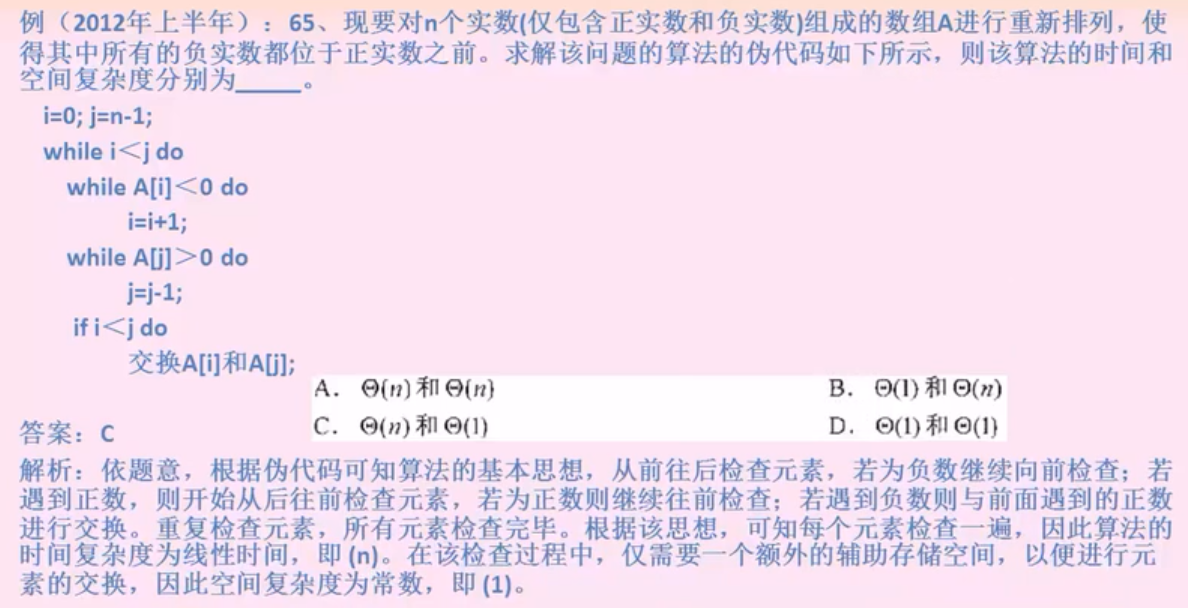 例（2012年上半年）：65、现要对n个实数(仅包含正实数和负实数)组成的数组A进行重新排列，使
得其中所有的负实数都位于正实数之前。求解该问题的算法的伪代码如下所示，则该算法的时间和
空间复杂度分别为_____。
i=0; j=n-1;
while i＜j do
while A[i]＜0 do
i=i+1;
while A[j]＞0 do
j=j-1;
if i＜j do
交换A[i]和A[j];
A. Θ(n)和Θ(n) B. Θ(1)和Θ(n)
C. Θ(n)和Θ(1) D. Θ(1)和Θ(1)
答案：C
解析：依题意，根据伪代码可知算法的基本思想，从前往后检查元素，若为负数继续向前检查；若
遇到正数，则开始从后往前检查元素，若为正数则继续往前检查；若遇到负数则与前面遇到的正数
进行交换。重复检查元素，所有元素检查完毕。根据该思想，可知每个元素检查一遍，因此算法的
时间复杂度为线性时间，即 (n)。在该检查过程中，仅需要一个额外的辅助存储空间，以便进行元
素的交换，因此空间复杂度为常数，即 (1)。